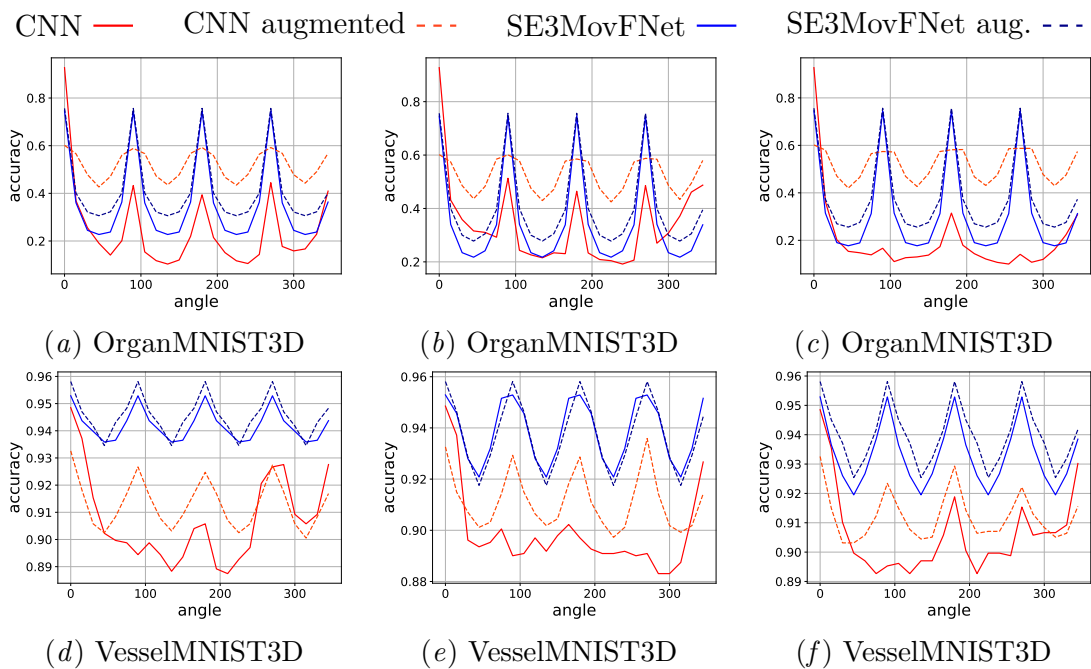 CNN CNN augmented SE3MovFNet SE3MovFNet aug.
accuracy accuracy accuracy
0.8 0.8 0.8
0.6 0.6 0.6
0.4 0.4 0.4
0.2 0.2 0.2
0 100 200 300 0 100 200 300 0 100 200 300
angle angle angle
(a) OrganMNIST3D (b) OrganMNIST3D (c) OrganMNIST3D
accuracy accuracy accuracy
0.96 0.96 0.96
0.95 0.95
0.94 0.94 0.94
0.93 0.93
0.92 0.92 0.92
0.91 0.91
0.90 0.90 0.90
0.89 0.88 0.89
0 100 200 300 0 100 200 300 0 100 200 300
angle angle angle
(d) VesselMNIST3D (e) VesselMNIST3D (f) VesselMNIST3D